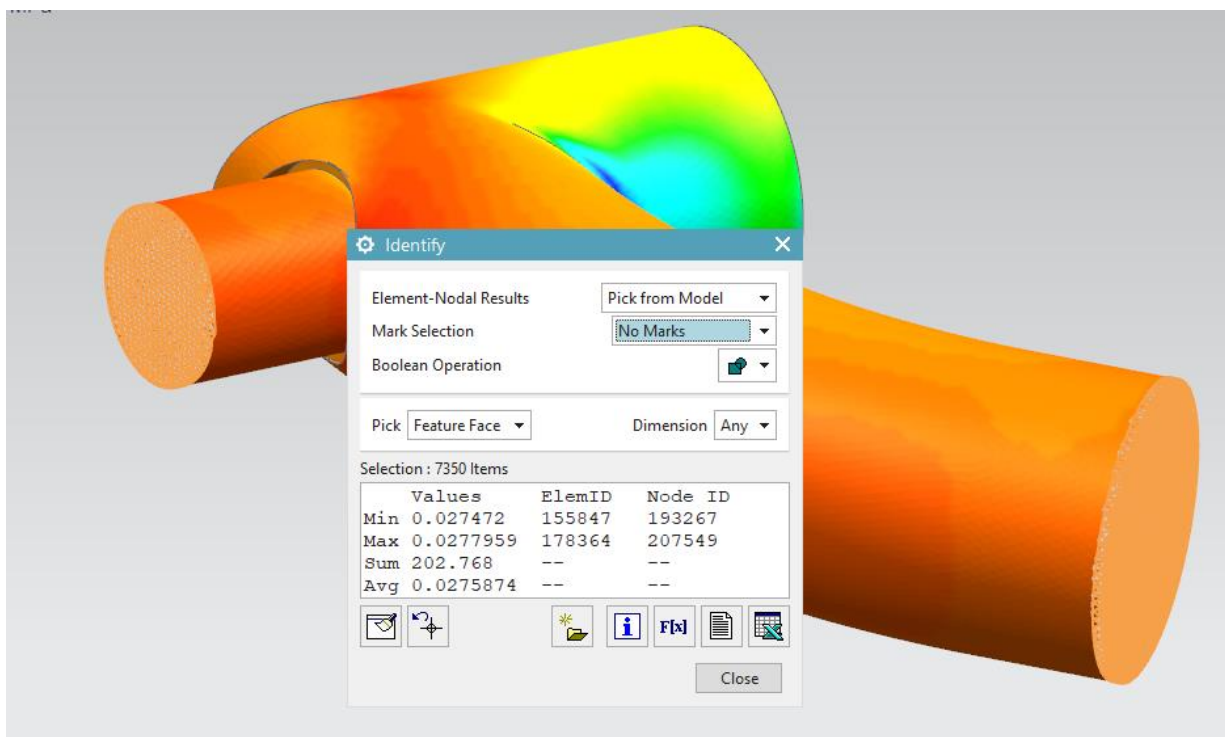 Identify
Element-Nodal Results Pick from Model
Mark Selection No Marks
Boolean Operation
Pick Feature Face Dimension Any
Selection : 7350 Items
Values ElemID Node ID
Min 0.027472 155847 193267
Max 0.0277959 178364 207549
Sum 202.768 -- --
Avg 0.0275874 -- --
i F[x]
Close